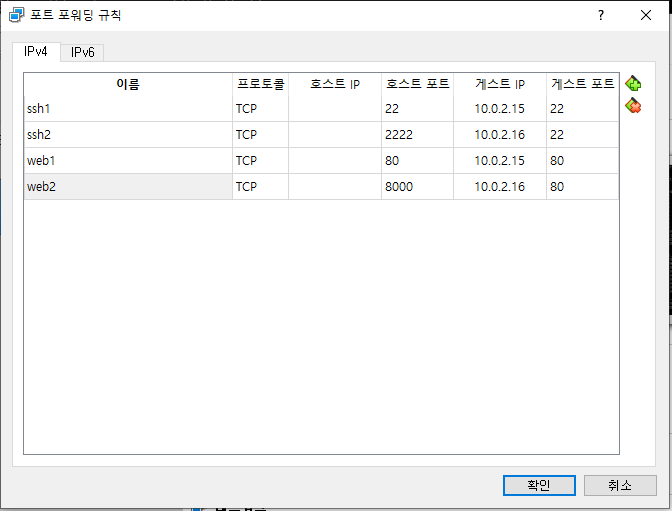 포트 포워딩 규칙
?
IPv4 IPv6
이름 프로토콜 호스트 IP 호스트 포트 게스트 IP 게스트 포트
ssh1 TCP 22 10.0.2.15 22
ssh2 TCP 2222 10.0.2.16 22
web1 TCP 80 10.0.2.15 80
web2 TCP 8000 10.0.2.16 80
확인 취소